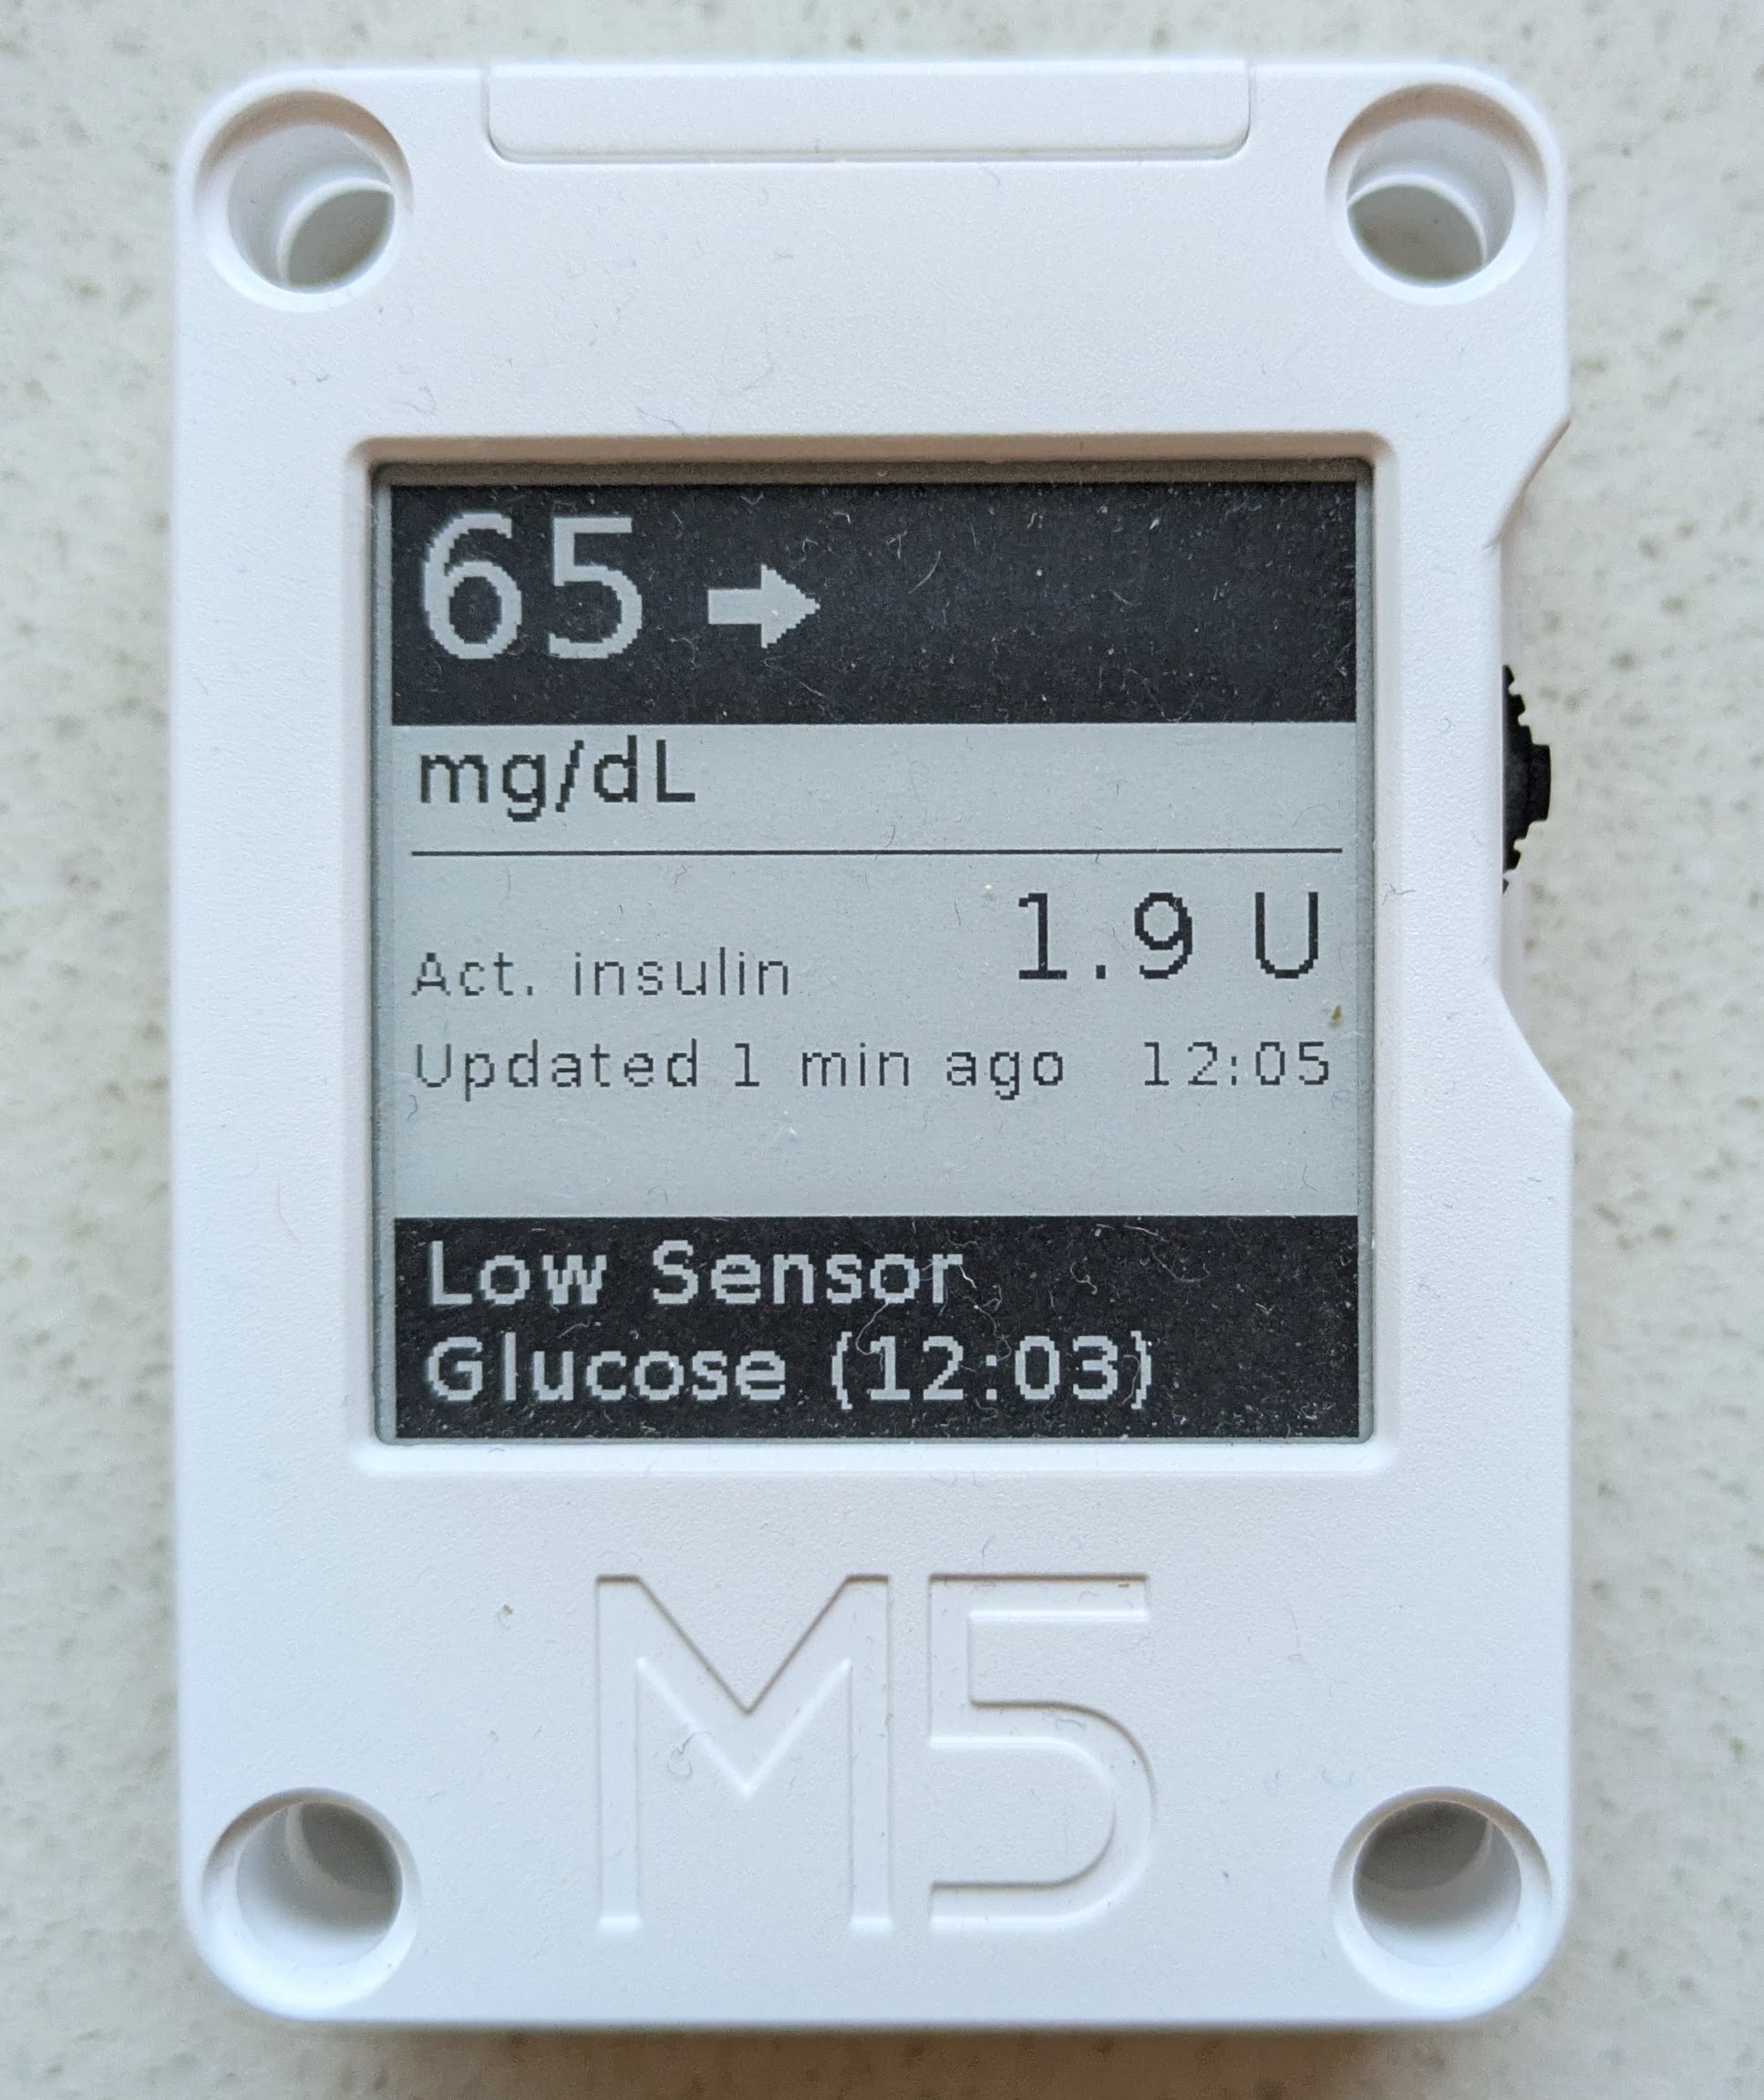 65
mg/dL
Act. insulin 1.9 U
Updated 1 min ago 12:05
Low Sensor
Glucose (12:03)
M5